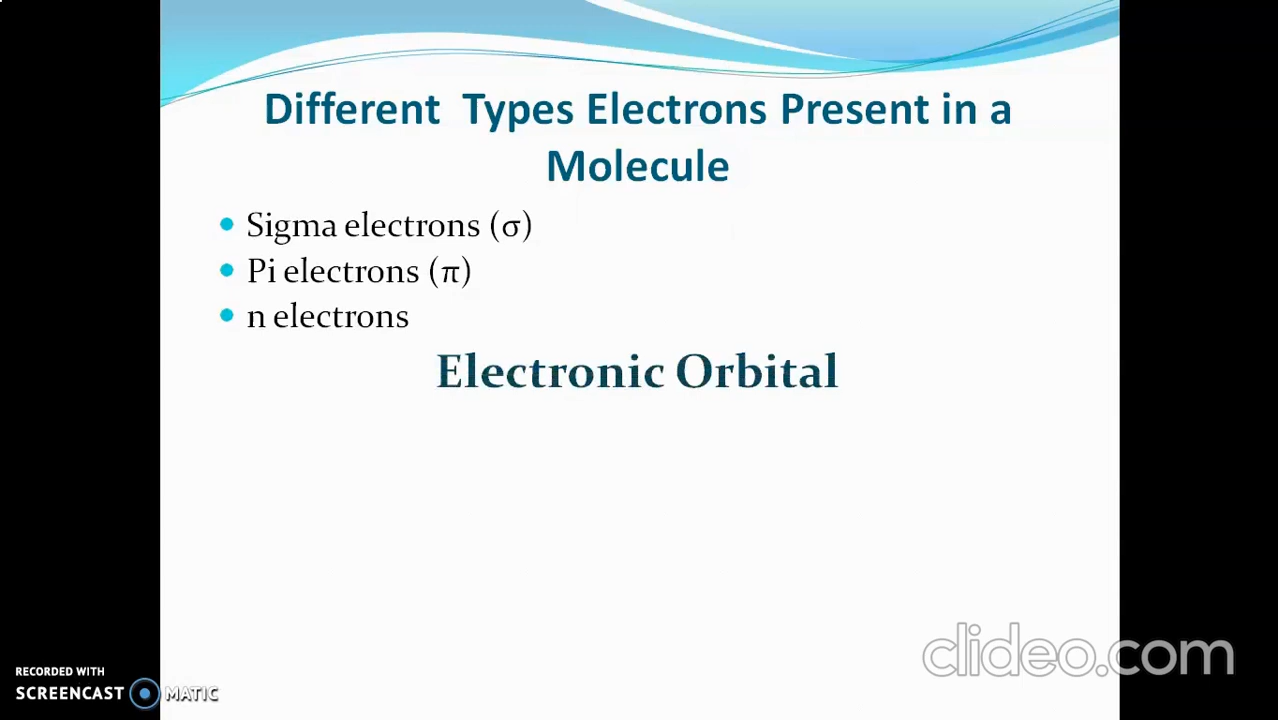 Different Types Electrons Present in a
Molecule
Sigma electrons (σ)
Pi electrons (π)
n electrons
Electronic Orbital
clideo.com
RECORDED WITH
SCREENCAST MATIC